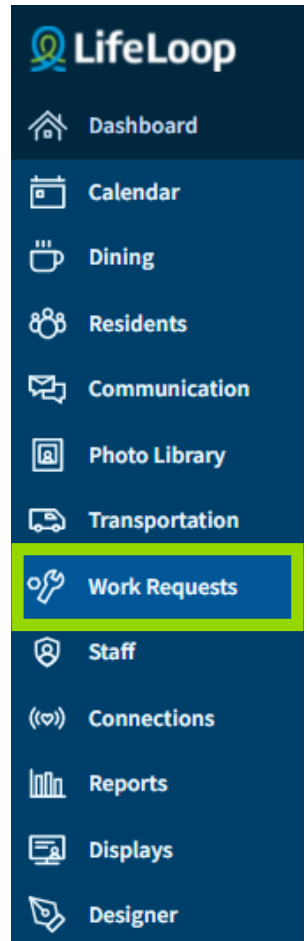 LifeLoop
Dashboard
Calendar
Dining
Residents
Communication
Photo Library
Transportation
Work Requests
Staff
Connections
Reports
Displays
Designer